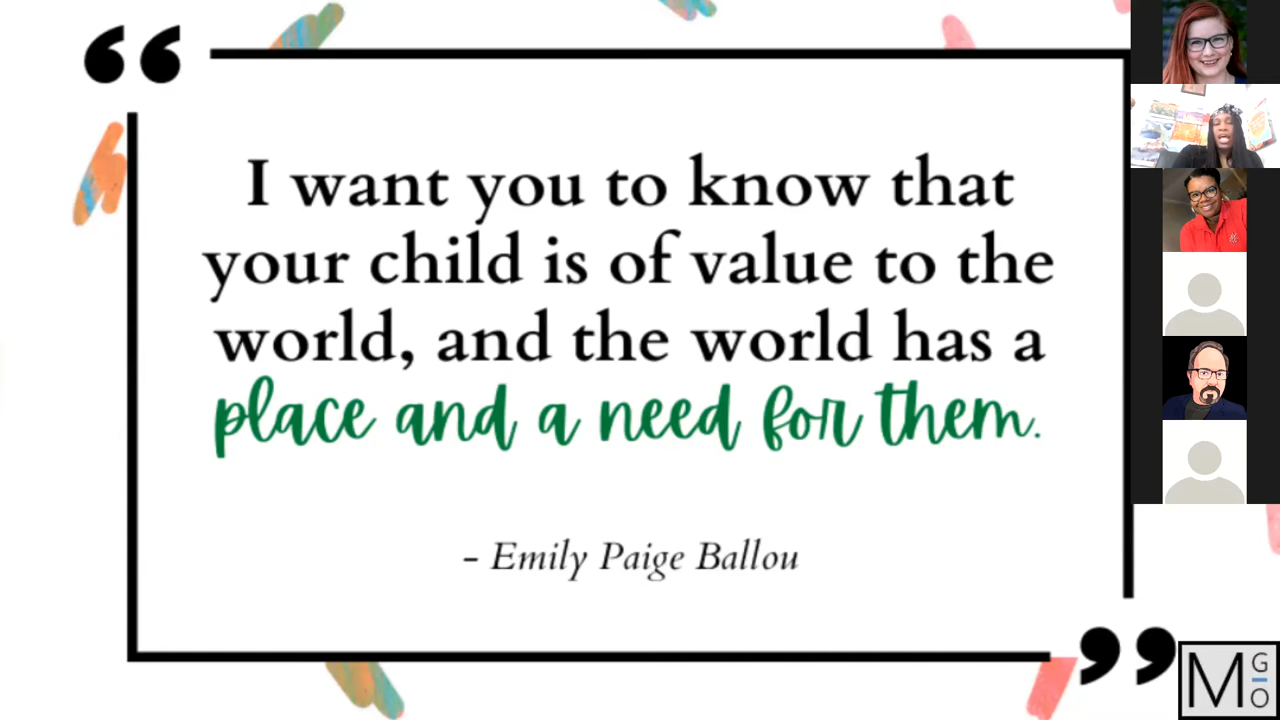 “
I want you to know that
your child is of value to the
world, and the world has a
place and a need for them.
- Emily Paige Ballou
”
MGO